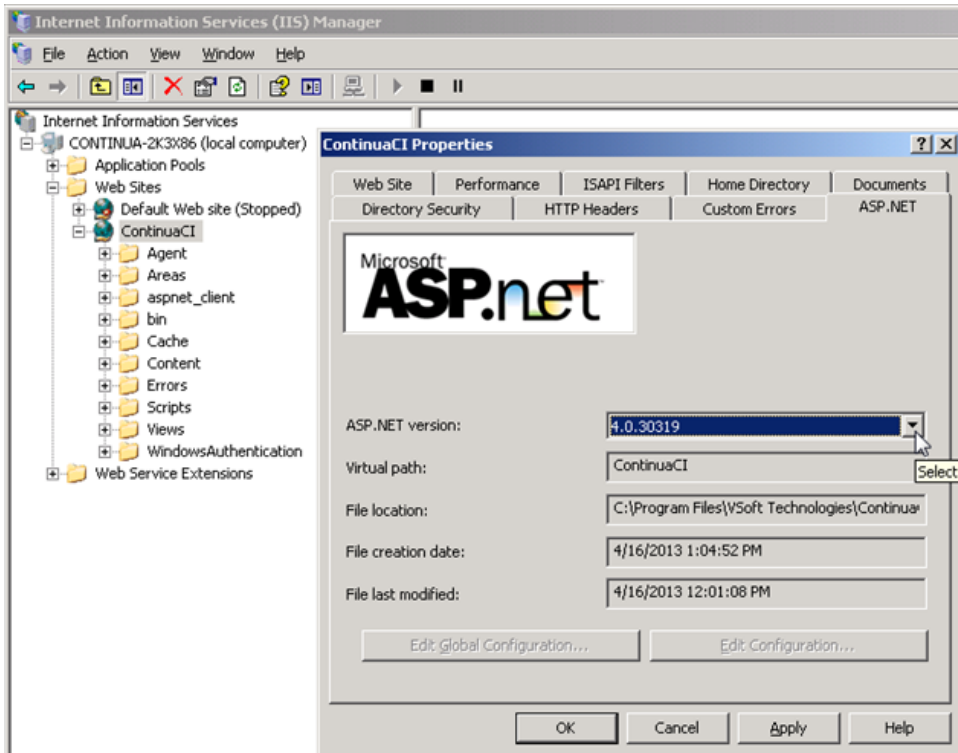 Internet Information Services (IIS) Manager
File Action View Window Help
Internet Information Services
CONTINUA-2K3X86 (local computer)
Application Pools
Web Sites
Default Web site (Stopped)
ContinuaCI
Agent
Areas
aspnet_client
bin
Cache
Content
Errors
Scripts
Views
WindowsAuthentication
Web Service Extensions
ContinuaCI Properties
Web Site Performance ISAPI Filters Home Directory Documents
Directory Security HTTP Headers Custom Errors ASP.NET
Microsoft
ASP.net
ASP.NET version: 4.0.30319
Select
Virtual path: ContinuaCI
File location: C:\Program Files\VSoft Technologies\Continua
File creation date: 4/16/2013 1:04:52 PM
File last modified: 4/16/2013 12:01:08 PM
Edit Global Configuration... Edit Configuration...
OK Cancel Apply Help